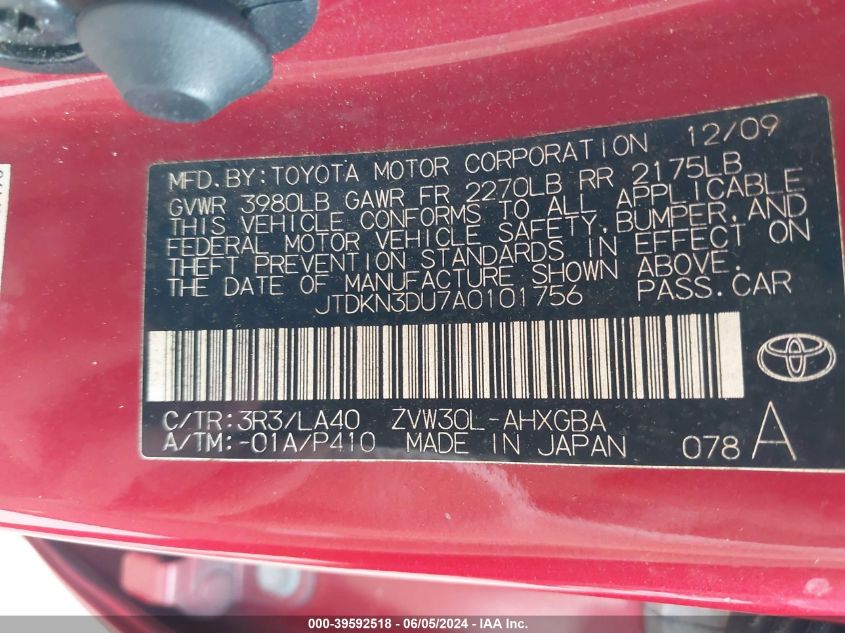 MFD. BY: TOYOTA MOTOR CORPORATION 12/09
GVWR 3980LB GAWR FR 2270LB RR 2175LB
THIS VEHICLE CONFORMS TO ALL APPLICABLE
FEDERAL MOTOR VEHICLE SAFETY, BUMPER, AND
THEFT PREVENTION STANDARDS IN EFFECT ON
THE DATE OF MANUFACTURE SHOWN ABOVE.
JTDKN3DU7A0101756 PASS. CAR
C/TR: 3R3/LA40 ZVW30L-AHXGBA
A/TM: -01A/P410 MADE IN JAPAN 078 A
000-39592518 - 06/05/2024 - IAA Inc.